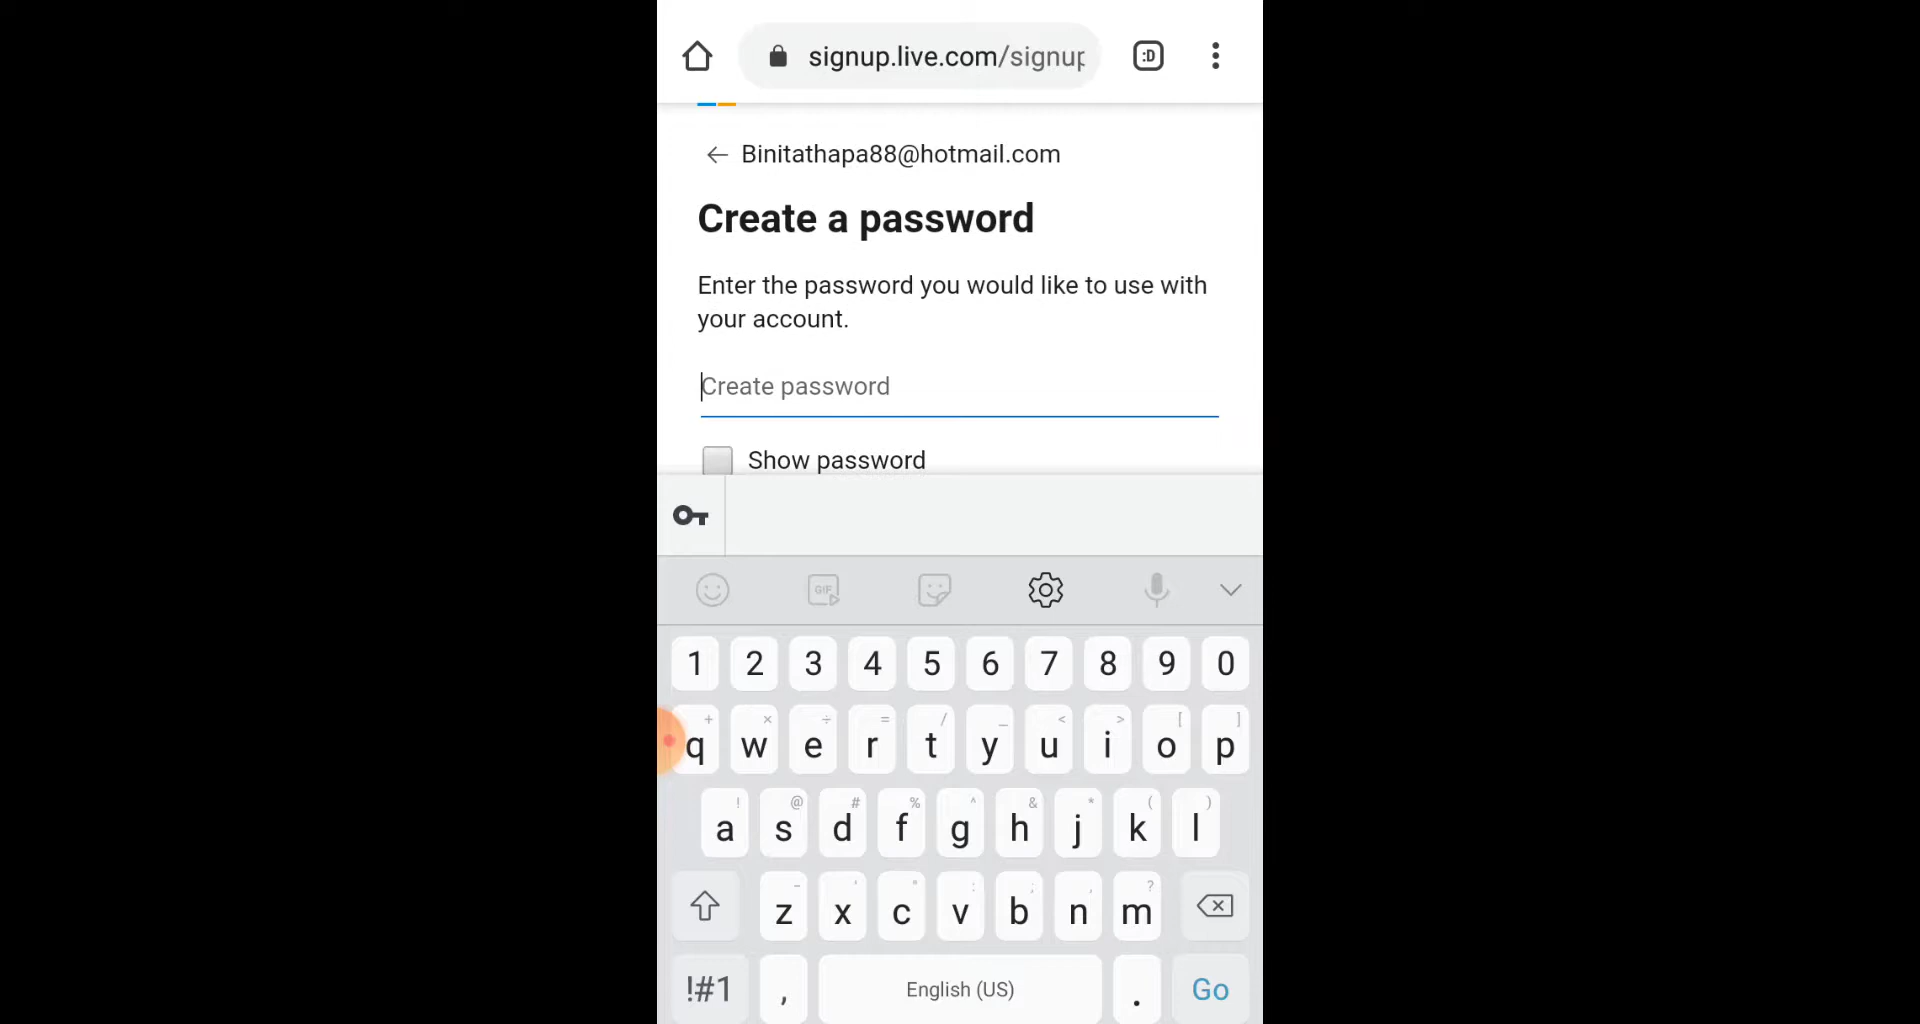 signup.live.com/signup
:D
Binitathapa88@hotmail.com
Create a password
Enter the password you would like to use with
your account.
Create password
Show password
GIF
1 2 3 4 5 6 7 8 9 0
+ × ÷ = / _ < > [ ]
q w e r t y u i o p
! @ # % ^ & * ( )
a s d f g h j k l
- ' " : ; , ?
z x c v b n m
!#1 , English (US) . Go